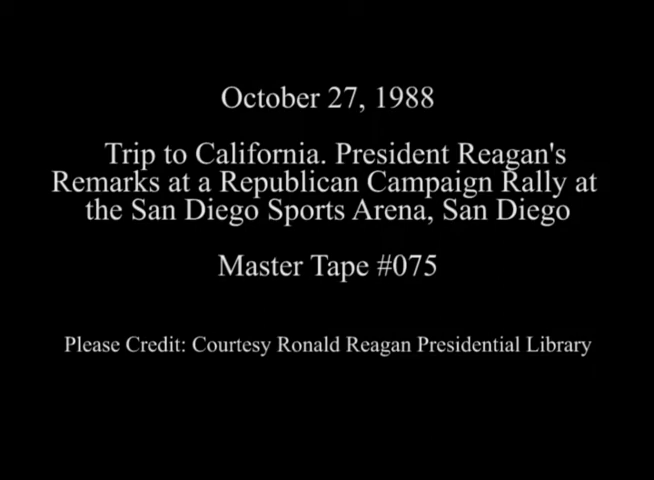 October 27, 1988
Trip to California. President Reagan's
Remarks at a Republican Campaign Rally at
the San Diego Sports Arena, San Diego
Master Tape #075
Please Credit: Courtesy Ronald Reagan Presidential Library